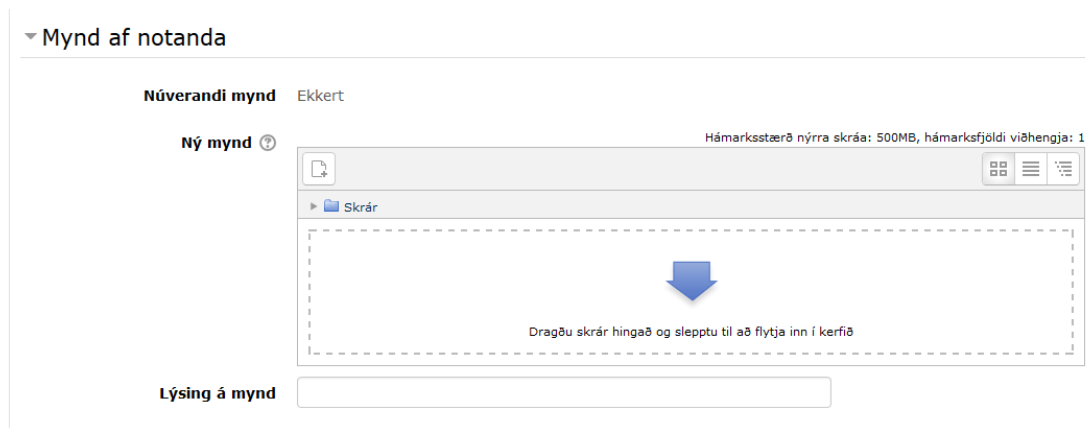 Mynd af notanda
Núverandi mynd Ekkert
Ný mynd
Hámarksstærð nýrra skráa: 500MB, hámarksfjöldi viðhengja: 1
Skrár
Dragðu skrár hingað og slepptu til að flytja inn í kerfið
Lýsing á mynd